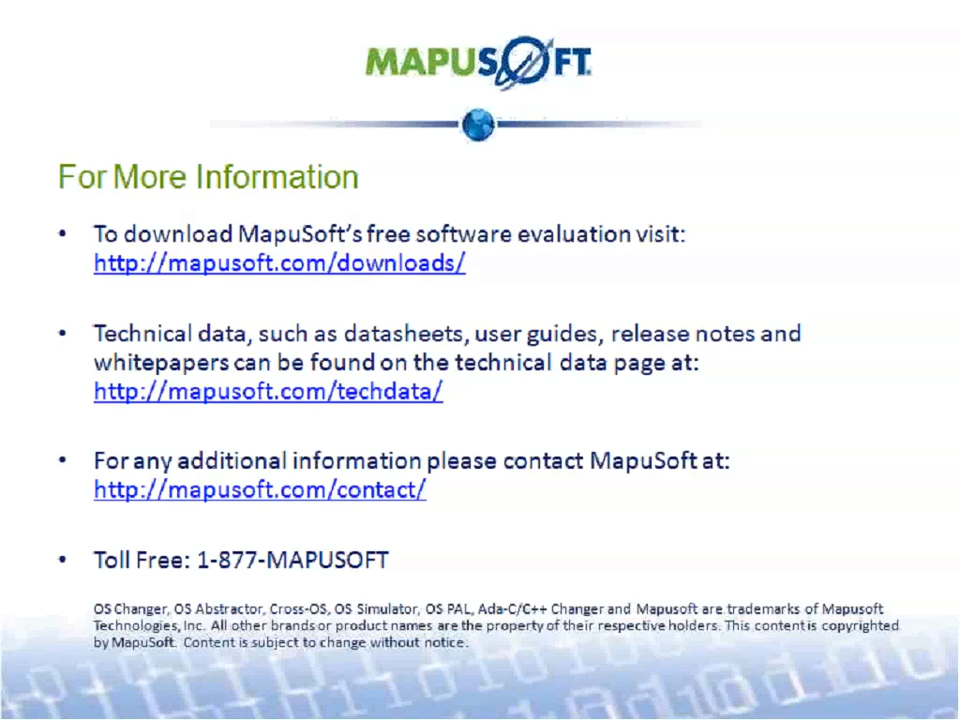 MAPUSOFT
For More Information
• To download MapuSoft's free software evaluation visit:
http://mapusoft.com/downloads/
• Technical data, such as datasheets, user guides, release notes and
whitepapers can be found on the technical data page at:
http://mapusoft.com/techdata/
• For any additional information please contact MapuSoft at:
http://mapusoft.com/contact/
• Toll Free: 1-877-MAPUSOFT
OS Changer, OS Abstractor, Cross-OS, OS Simulator, OS PAL, Ada-C/C++ Changer and Mapusoft are trademarks of Mapusoft
Technologies, Inc. All other brands or product names are the property of their respective holders. This content is copyrighted
by MapuSoft. Content is subject to change without notice.